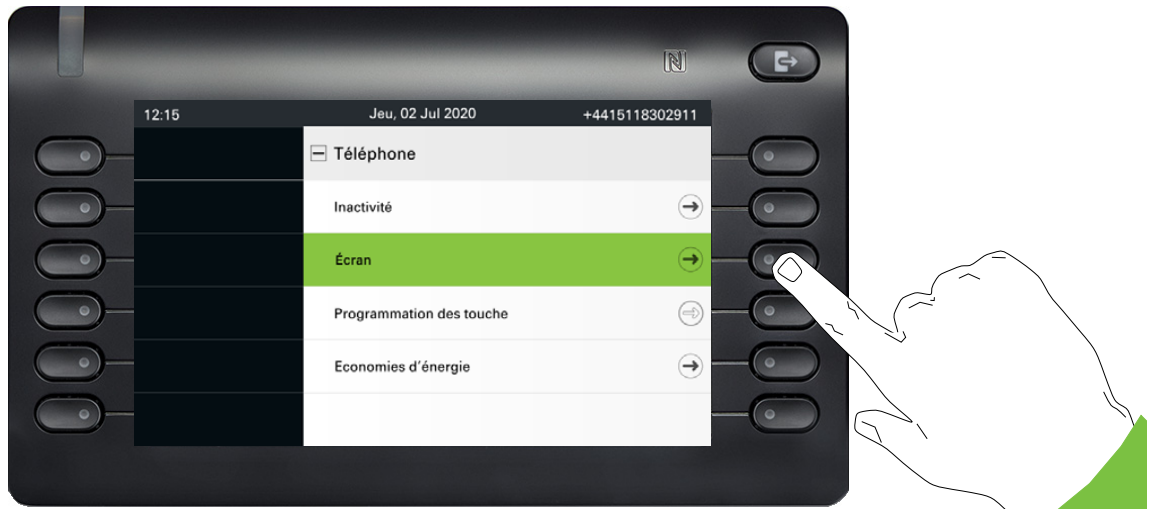 12:15 Jeu, 02 Jul 2020 +4415118302911
Téléphone
Inactivité
Écran
Programmation des touche
Economies d'énergie